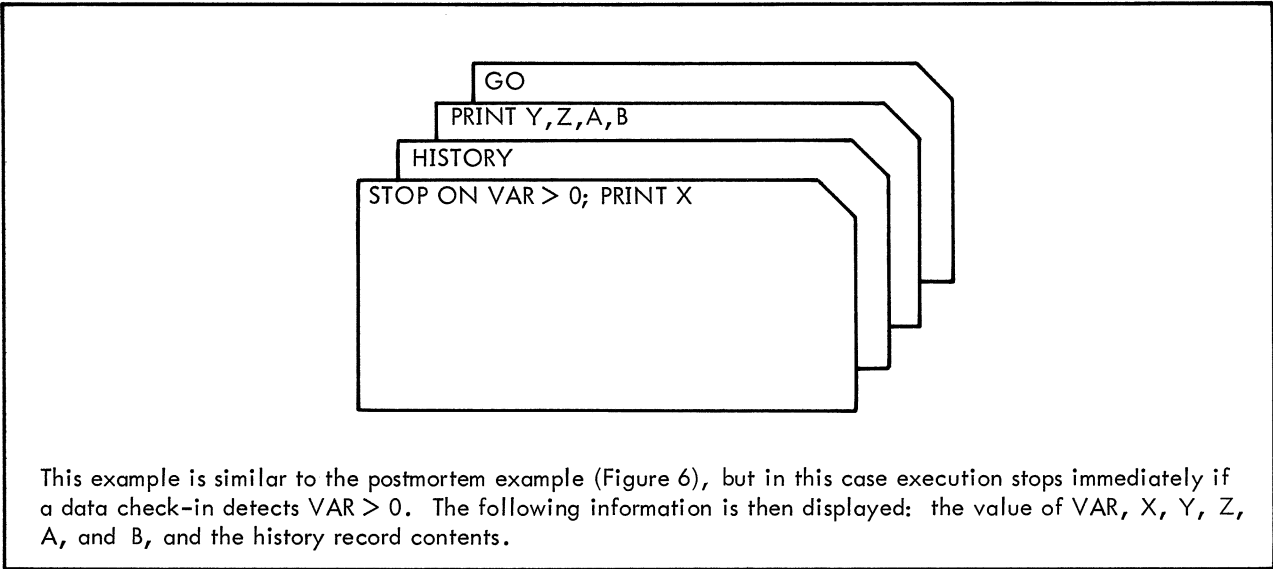 GO
PRINT Y,Z,A,B
HISTORY
STOP ON VAR > 0; PRINT X
This example is similar to the postmortem example (Figure 6), but in this case execution stops immediately if
a data check-in detects VAR > 0. The following information is then displayed: the value of VAR, X, Y, Z,
A, and B, and the history record contents.